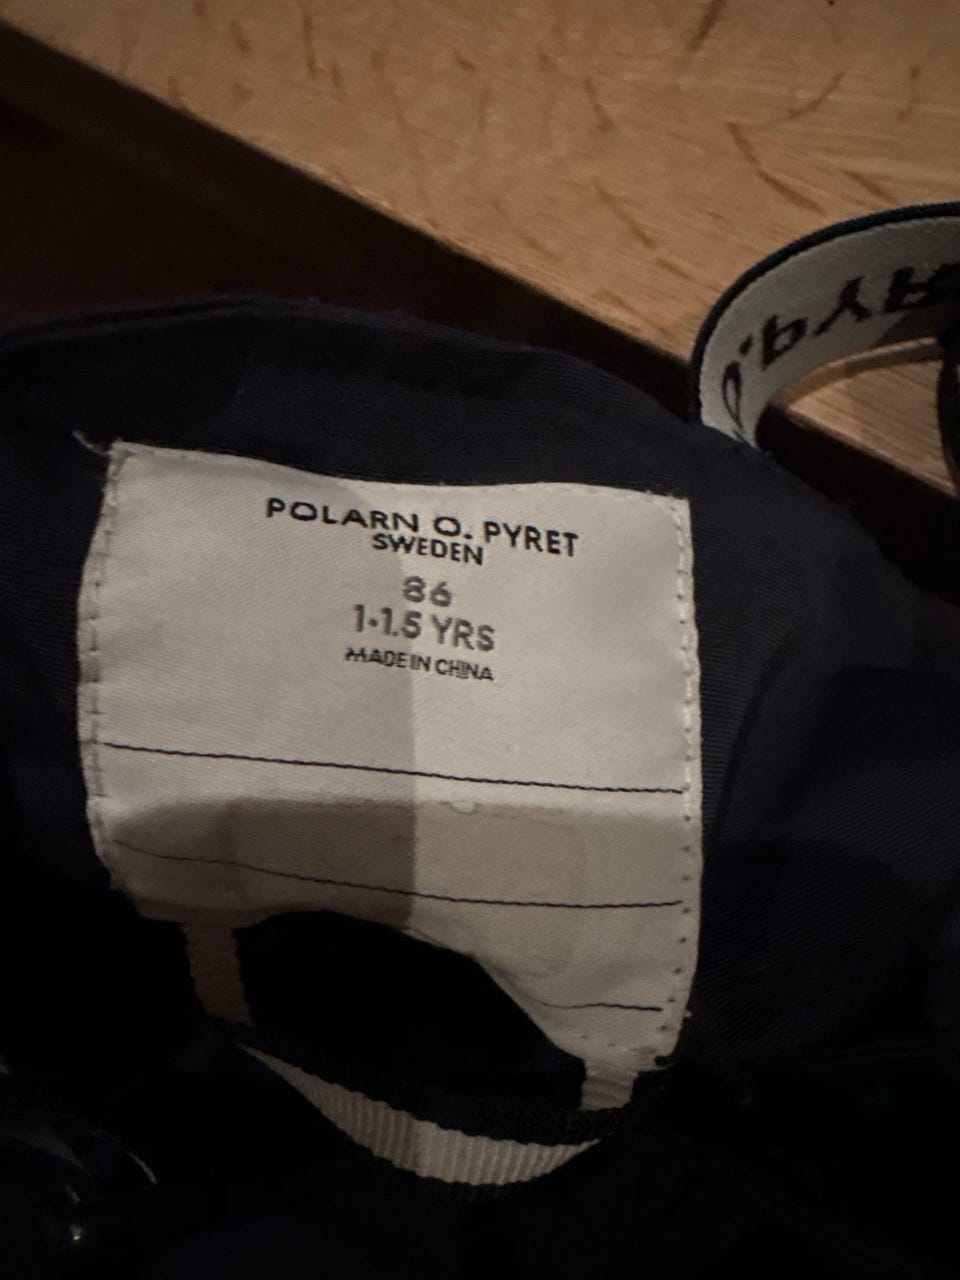 POLARN O. PYRET
SWEDEN
86
1-1.5 YRS
MADE IN CHINA